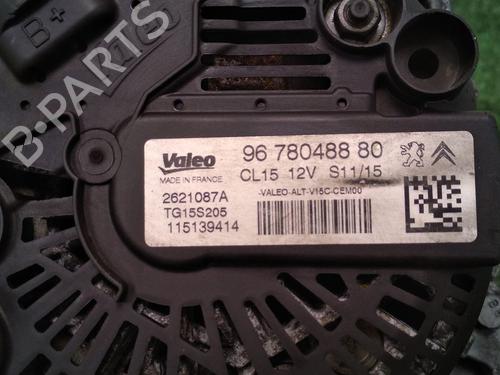 B+
B-PARTS
Valeo
MADE IN FRANCE
96 780488 80
CL15 12V S11/15
2621087A
-VALEO-ALT-V15C-CEM00
TG15S205
115139414